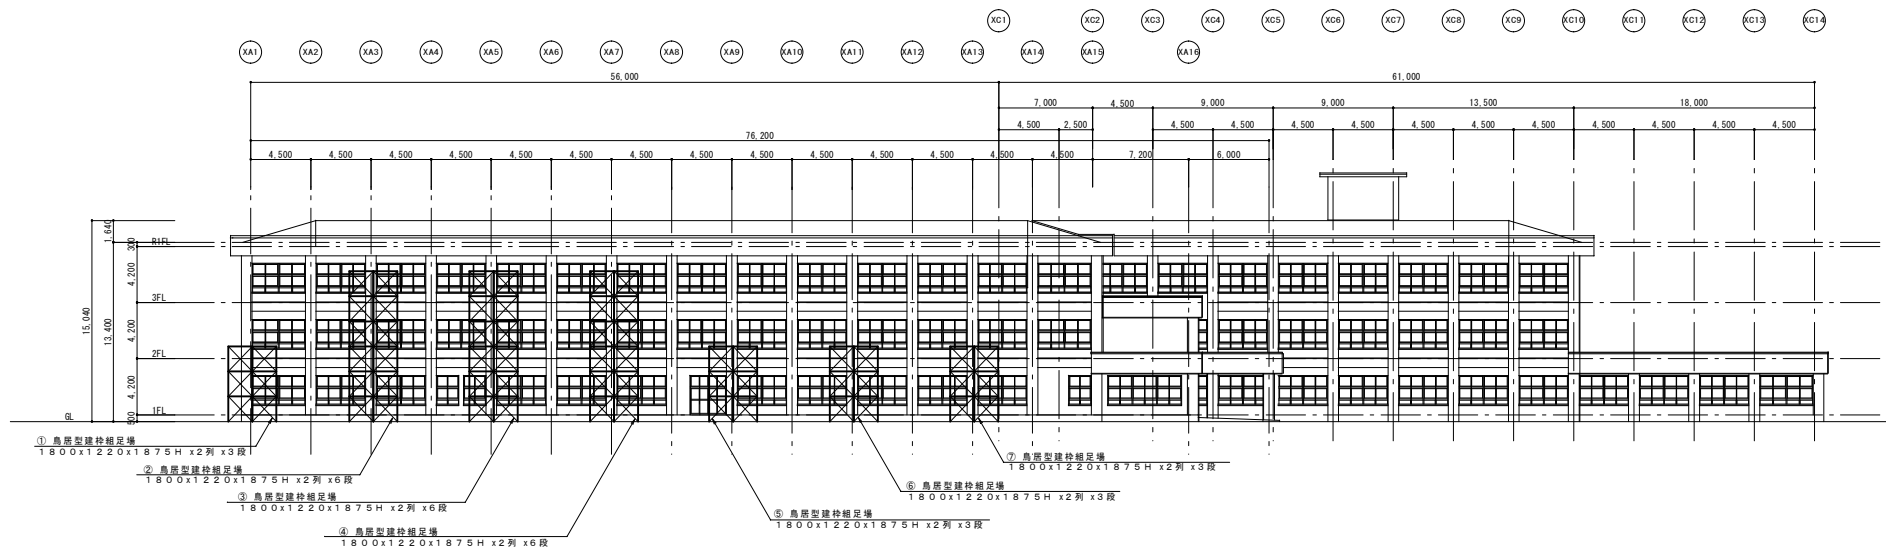 XC1 XC2 XC3 XC4 XC5 XC6 XC7 XC8 XC9 XC10 XC11 XC12 XC13 XC14
XA1 XA2 XA3 XA4 XA5 XA6 XA7 XA8 XA9 XA10 XA11 XA12 XA13 XA14 XA15 XA16
56,000 61,000
7,000 4,500 9,000 9,000 13,500 18,000
4,500 2,500 4,500 4,500 4,500 4,500 4,500 4,500 4,500 4,500 4,500 4,500 4,500
76,200
4,500 4,500 4,500 4,500 4,500 4,500 4,500 4,500 4,500 4,500 4,500 4,500 4,500 4,500 7,200 6,000
1,640
300
R1FL
4,200
3FL
15,040
13,400
4,200
2FL
4,200
1FL
500
GL
① 鳥居型建枠組足場
1800x1220x1875H x2列 x3段
② 鳥居型建枠組足場
1800x1220x1875H x2列 x6段
③ 鳥居型建枠組足場
1800x1220x1875H x2列 x6段
④ 鳥居型建枠組足場
1800x1220x1875H x2列 x6段
⑤ 鳥居型建枠組足場
1800x1220x1875H x2列 x3段
⑥ 鳥居型建枠組足場
1800x1220x1875H x2列 x3段
⑦ 鳥居型建枠組足場
1800x1220x1875H x2列 x3段